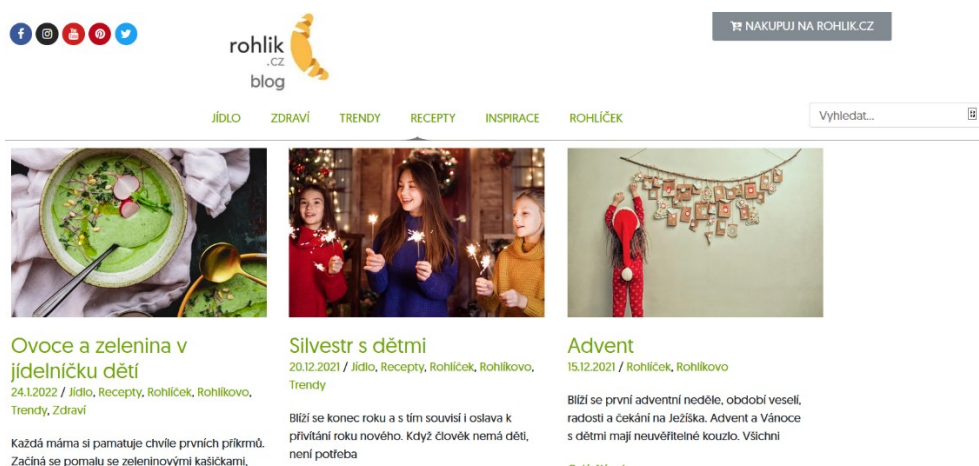 rohlik
.cz
blog
NAKUPUJ NA ROHLIK.CZ
JÍDLO ZDRAVÍ TRENDY RECEPTY INSPIRACE ROHLÍČEK
Vyhledat...
Ovoce a zelenina v
jídelníčku dětí
24.1.2022 / Jídlo, Recepty, Rohlíček, Rohlíkovo,
Trendy, Zdraví
Každá máma si pamatuje chvíle prvních příkrmů.
Začíná se pomalu se zeleninovými kašičkami,
Silvestr s dětmi
20.12.2021 / Jídlo, Recepty, Rohlíček, Rohlíkovo,
Trendy
Blíží se konec roku a s tím souvisí i oslava k
přivítání roku nového. Když člověk nemá děti,
není potřeba
Advent
15.12.2021 / Rohlíček, Rohlíkovo
Blíží se první adventní neděle, období veselí,
radosti a čekání na Ježíška. Advent a Vánoce
s dětmi mají neuvěřitelné kouzlo. Všichni